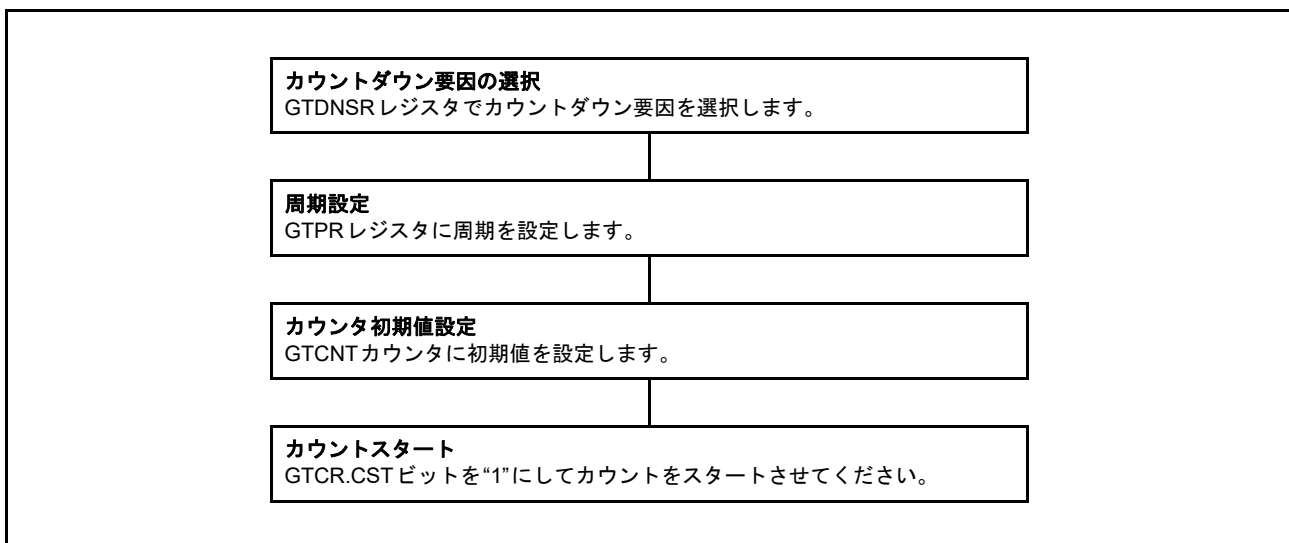 カウントダウン要因の選択
GTDNSRレジスタでカウントダウン要因を選択します。
周期設定
GTPRレジスタに周期を設定します。
カウンタ初期値設定
GTCNTカウンタに初期値を設定します。
カウントスタート
GTCR.CSTビットを“1”にしてカウントをスタートさせてください。